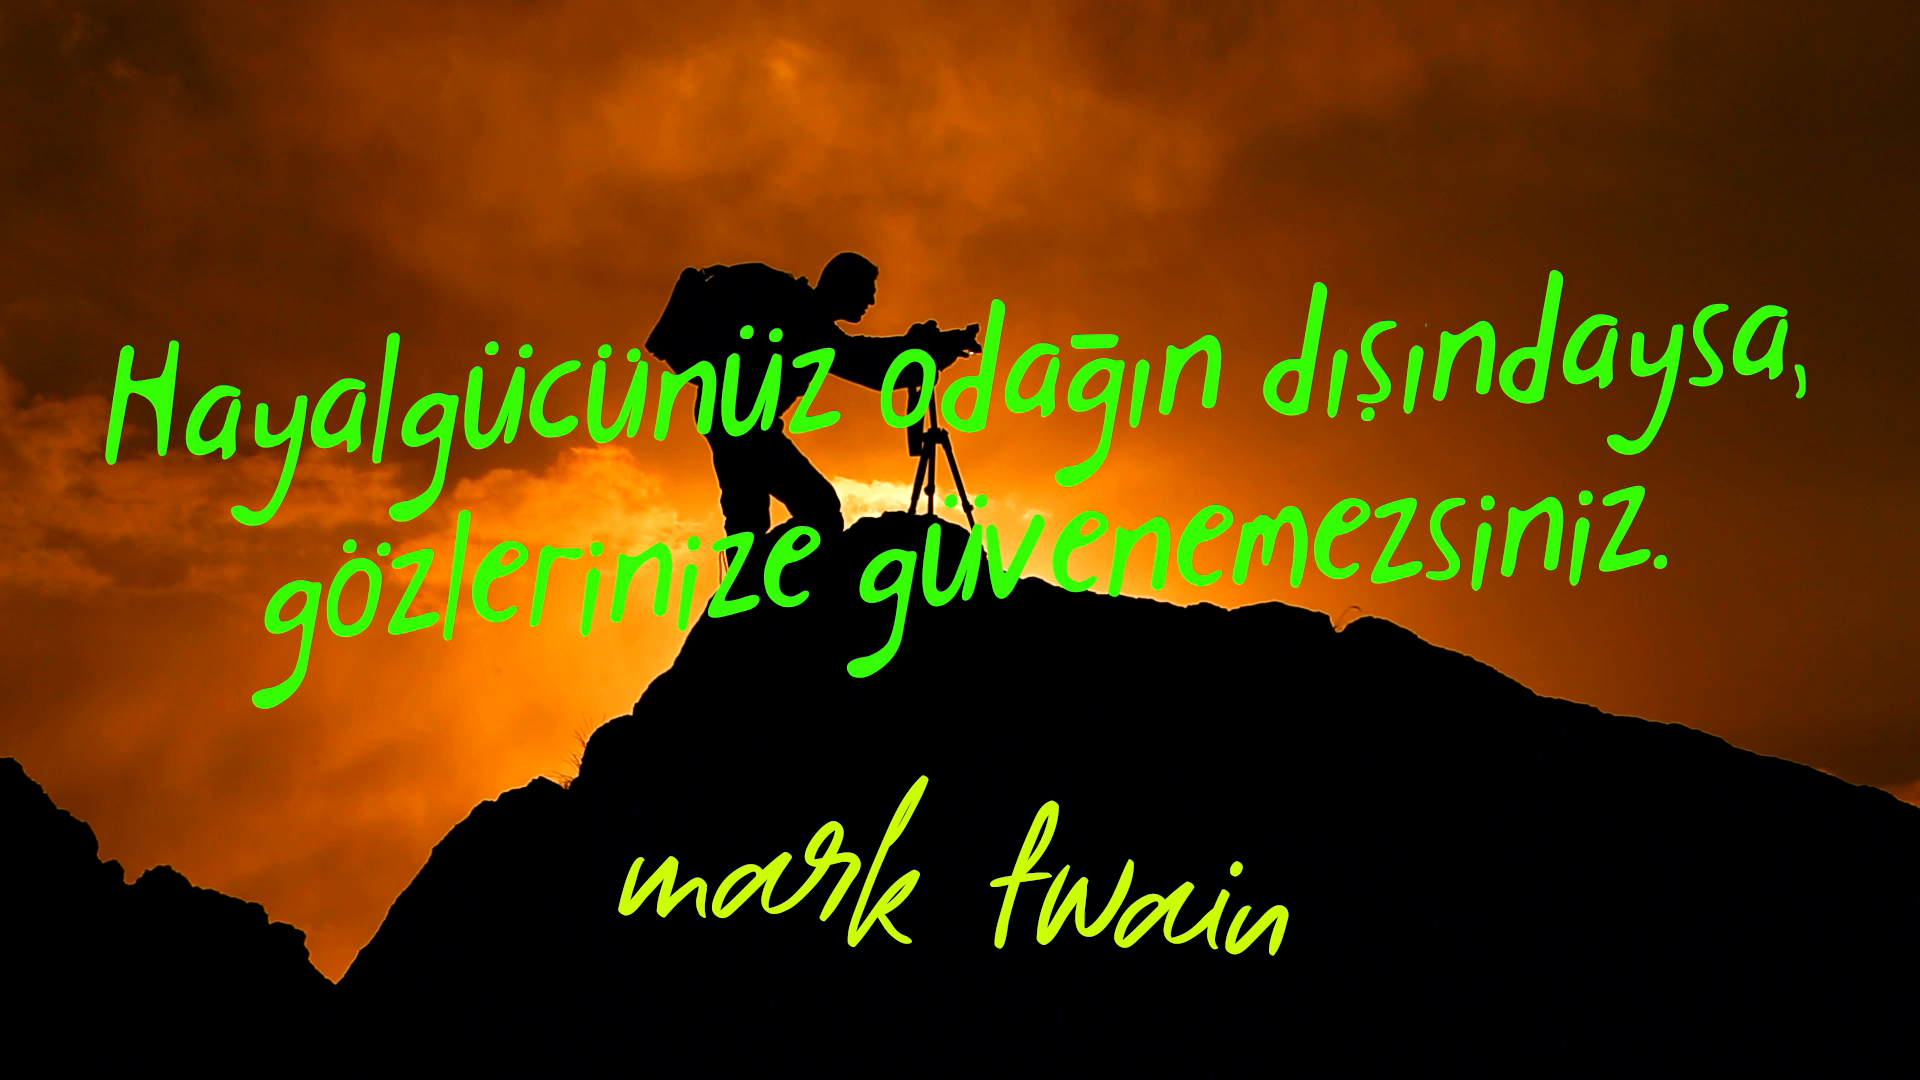 Hayalgücünüz odağın dışındaysa,
gözlerinize güvenemezsiniz.
mark twain